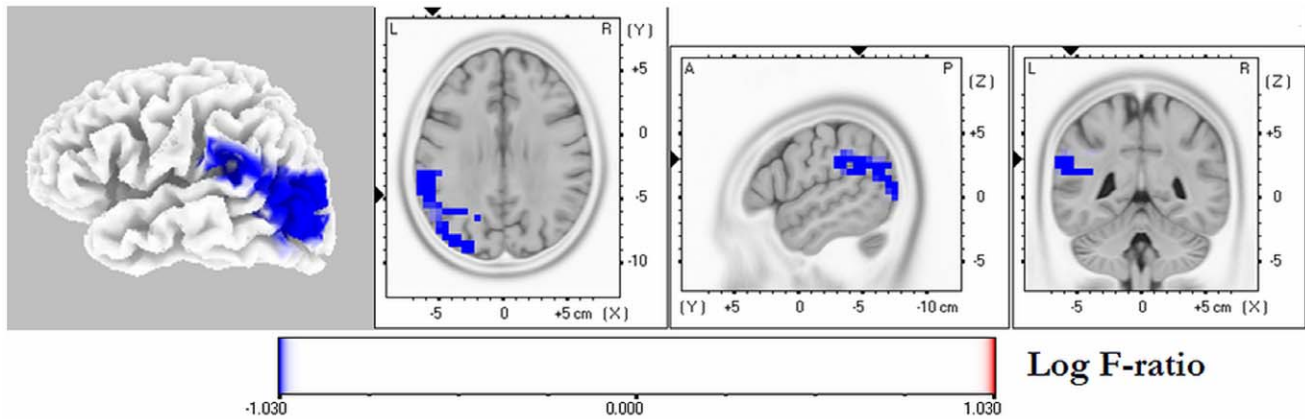 L R (Y)
+5
0
-5
-10
-5 0 +5 cm (X)
A P (Z)
+5
0
-5
(Y) +5 0 -5 -10 cm
L R (Z)
+5
0
-5
-5 0 +5 cm (X)
-1.030 0.000 1.030
Log F-ratio